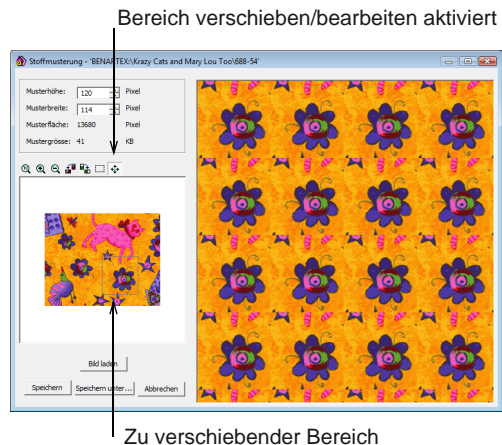 Bereich verschieben/bearbeiten aktiviert
Stoffmusterung - 'BENARTEX:\Krazy Cats and Mary Lou Too\688-54'
Musterhöhe: 120 Pixel
Musterbreite: 114 Pixel
Musterfläche: 13680 Pixel
Mustergrösse: 41 KB
Bild laden
Speichern Speichern unter... Abbrechen
Zu verschiebender Bereich